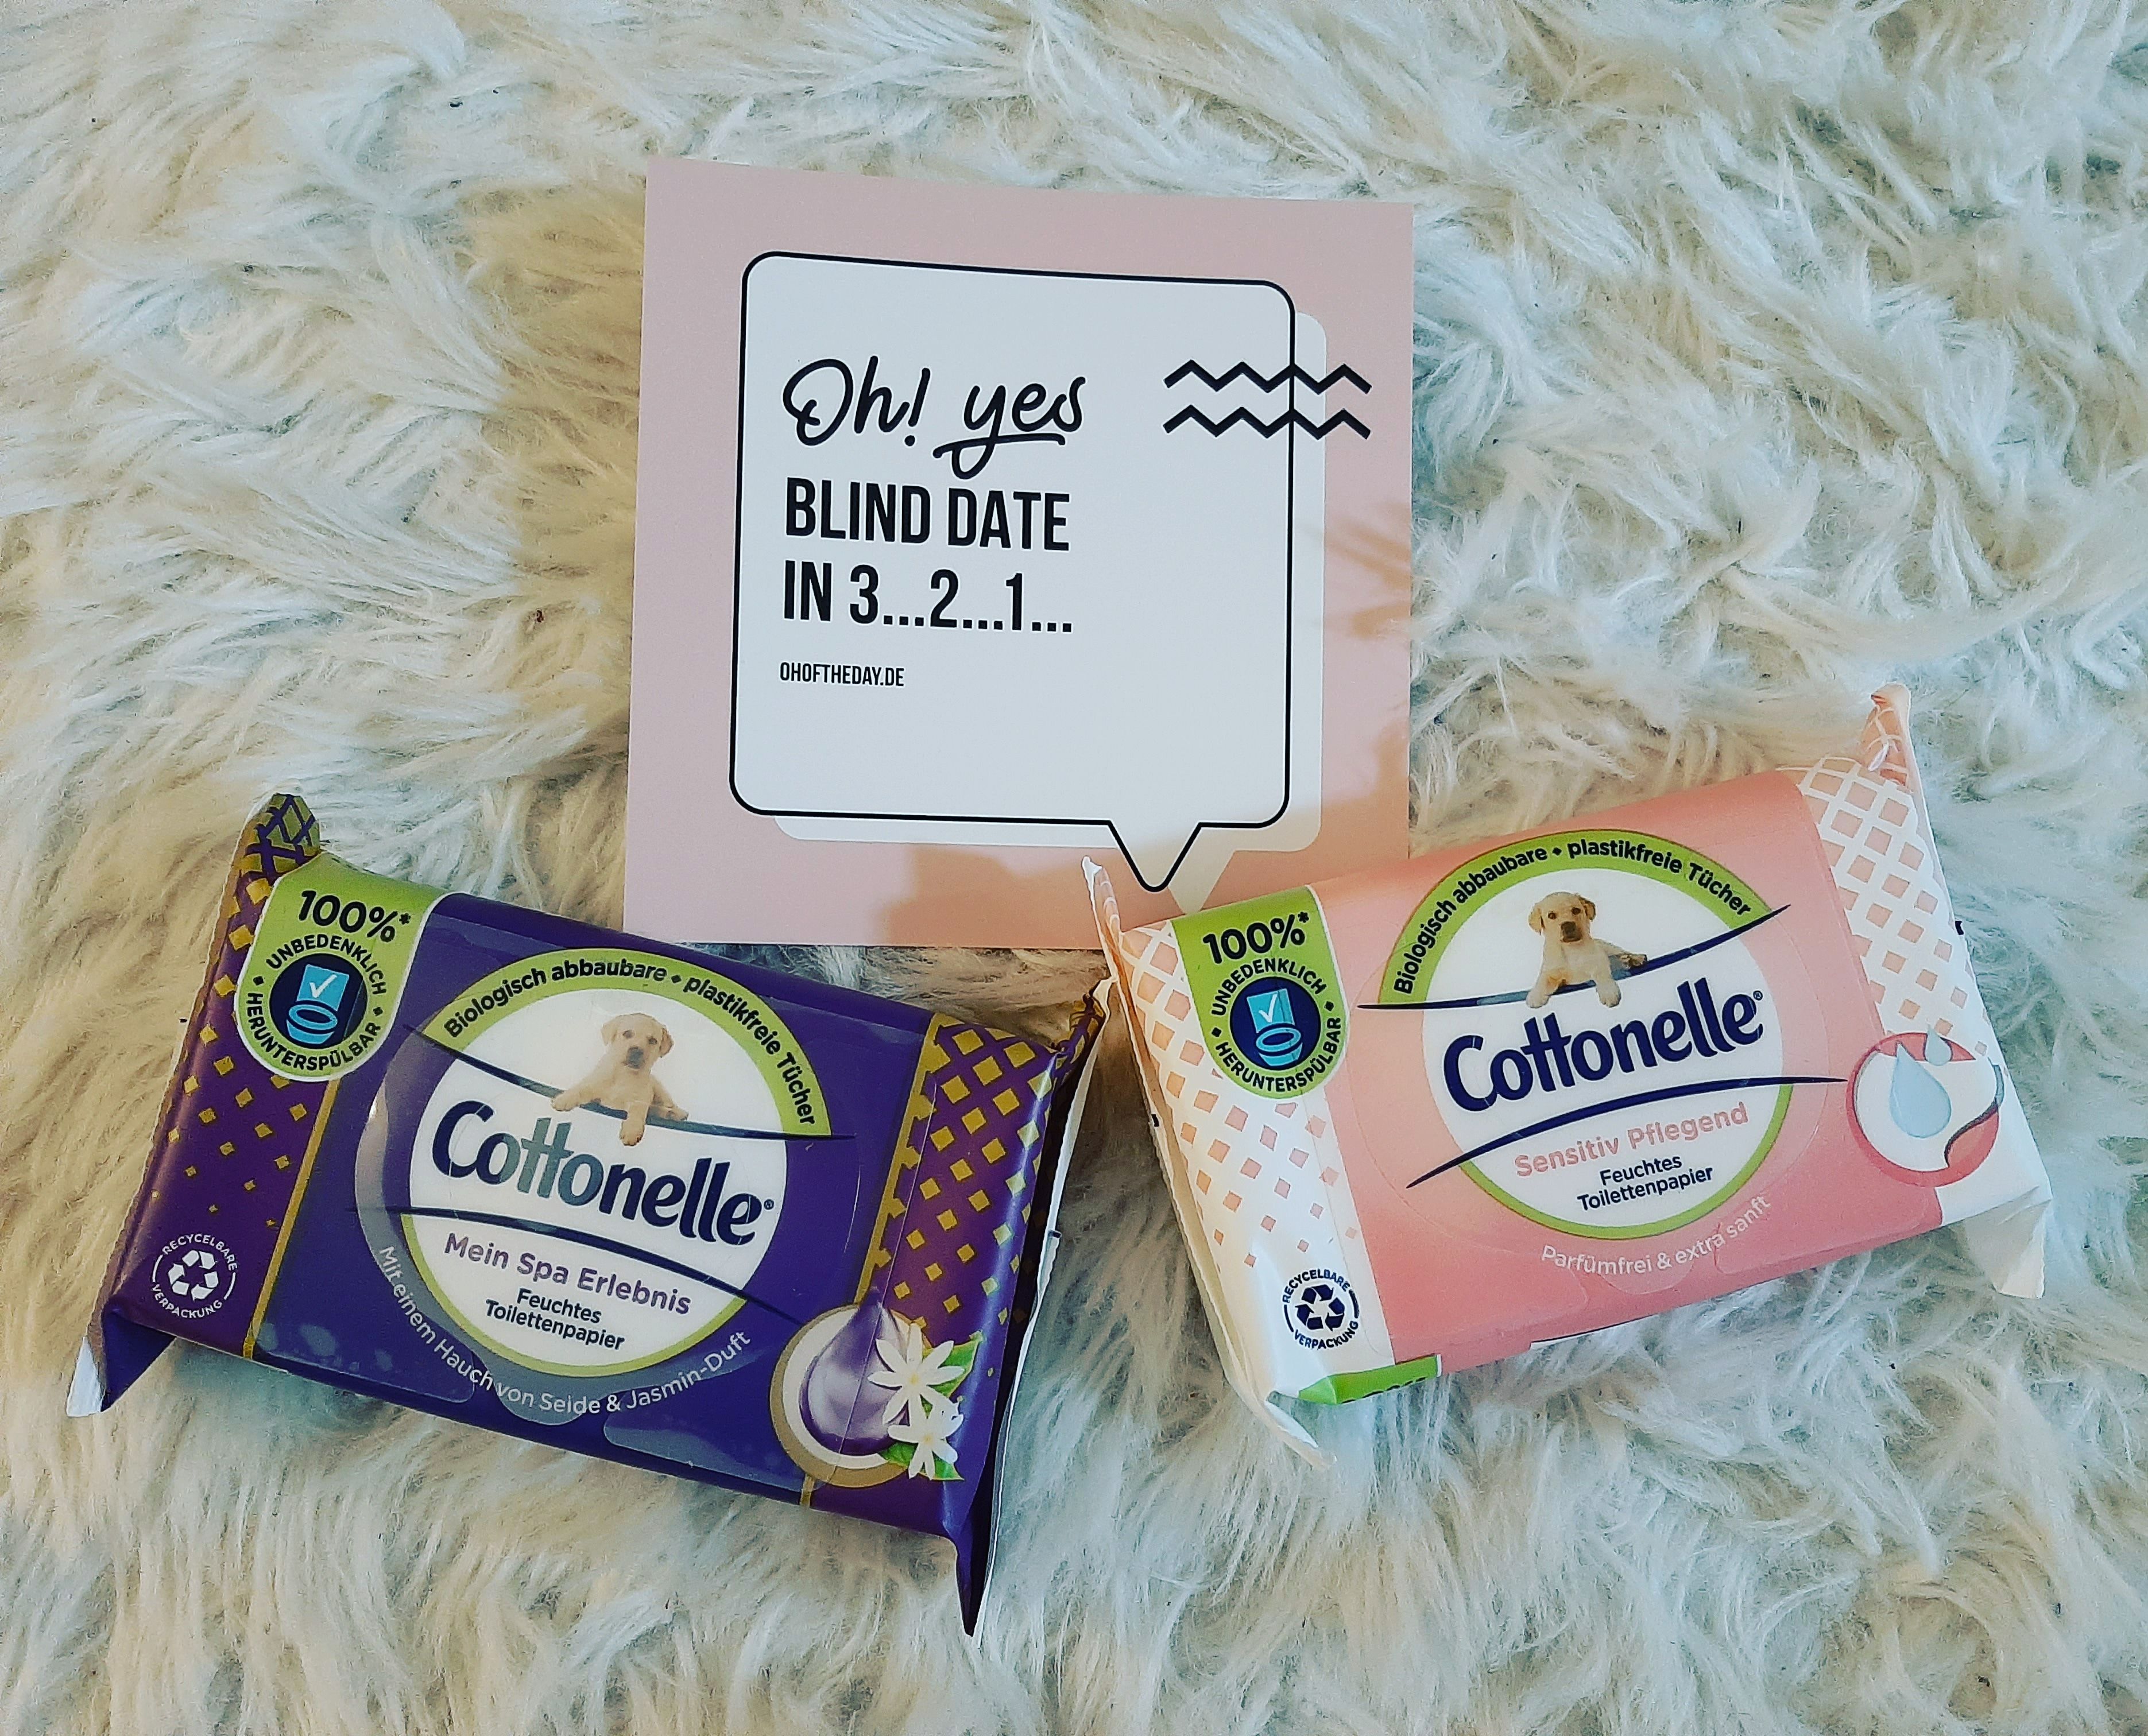 Oh! yes
BLIND DATE
IN 3...2...1...
OHOFTHEDAY.DE
100%*
UNBEDENKLICH
HERUNTERSPÜLBAR
Biologisch abbaubare • plastikfreie Tücher
Cottonelle®
Mein Spa Erlebnis
Feuchtes
Toilettenpapier
Mit einem Hauch von Seide & Jasmin-Duft
RECYCELBARE
VERPACKUNG
100%*
UNBEDENKLICH
HERUNTERSPÜLBAR
Biologisch abbaubare • plastikfreie Tücher
Cottonelle®
Sensitiv Pflegend
Feuchtes
Toilettenpapier
Parfümfrei & extra sanft
RECYCELBARE
VERPACKUNG